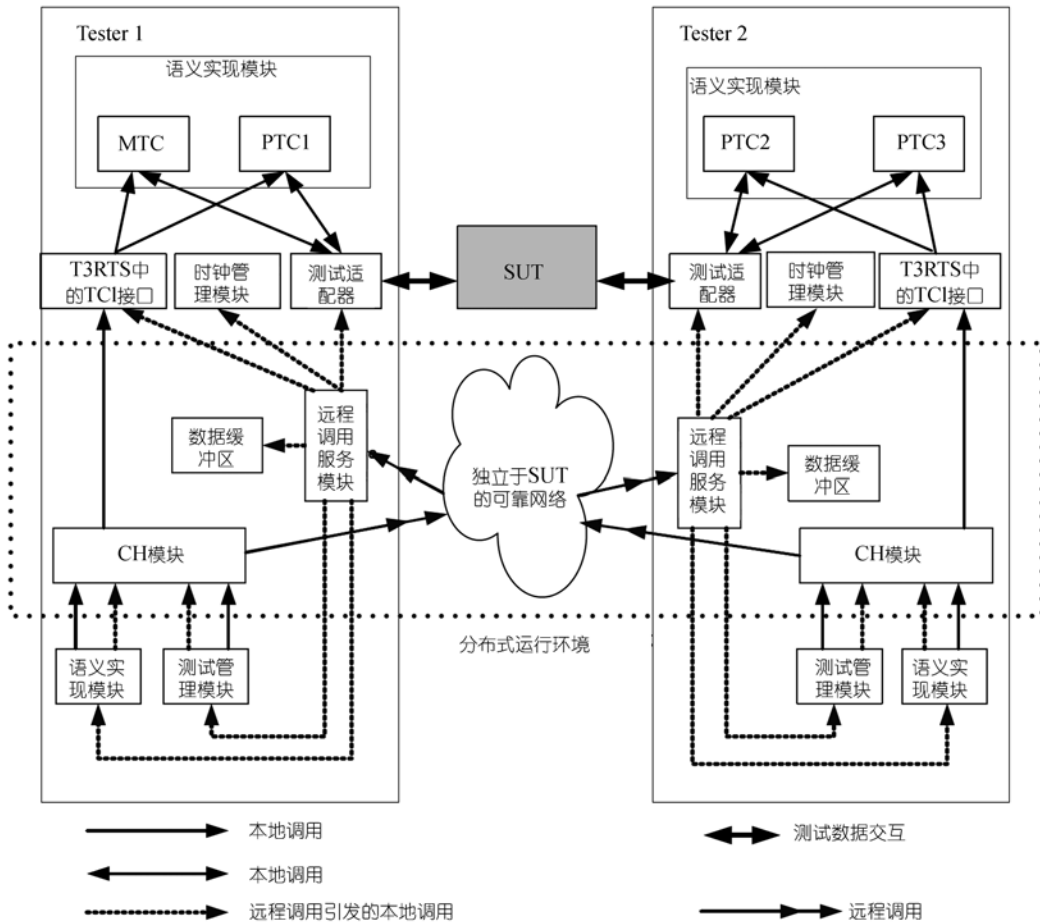 Tester 1
Tester 2
语义实现模块
语义实现模块
MTC
PTC1
PTC2
PTC3
T3RTS中
的TCI接口
时钟管
理模块
测试适
配器
SUT
测试适
配器
时钟管
理模块
T3RTS中
的TCI接口
远程
调用
服务
模块
数据缓
冲区
独立于SUT
的可靠网络
远程
调用
服务
模块
数据缓
冲区
CH模块
CH模块
分布式运行环境
语义实
现模块
测试管
理模块
测试管
理模块
语义实
现模块
本地调用
测试数据交互
本地调用
远程调用引发的本地调用
远程调用